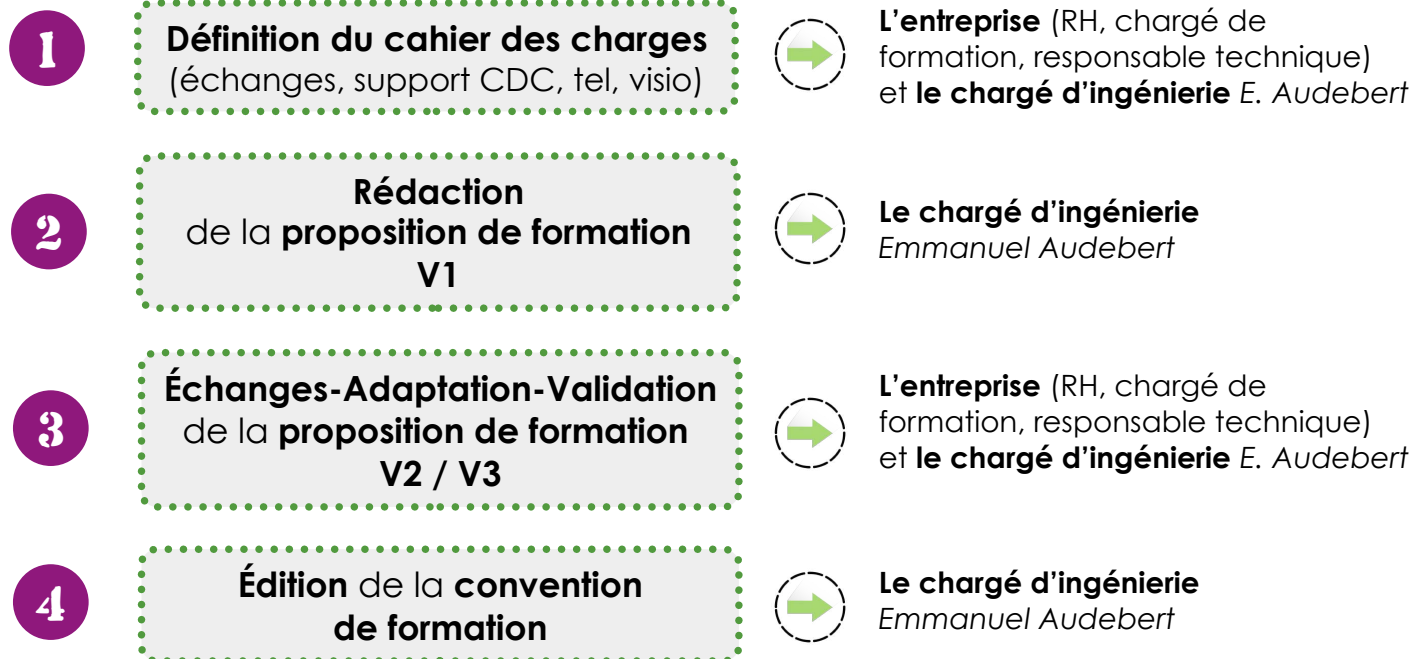 1
Définition du cahier des charges
(échanges, support CDC, tel, visio)
L'entreprise (RH, chargé de
formation, responsable technique)
et le chargé d'ingénierie E. Audebert
2
Rédaction
de la proposition de formation
V1
Le chargé d'ingénierie
Emmanuel Audebert
3
Échanges-Adaptation-Validation
de la proposition de formation
V2 / V3
L'entreprise (RH, chargé de
formation, responsable technique)
et le chargé d'ingénierie E. Audebert
4
Édition de la convention
de formation
Le chargé d'ingénierie
Emmanuel Audebert